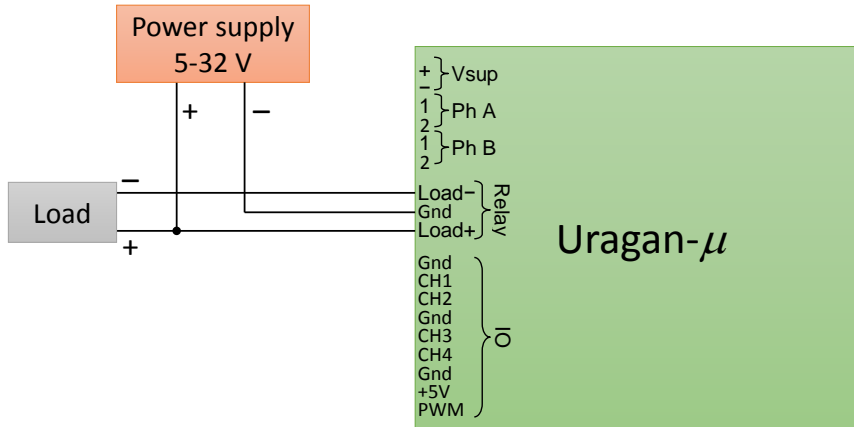 Power supply
5-32 V
+
−
+
−
Vsup
1
2
Ph A
1
2
Ph B
−
Load
+
Load−
Gnd
Load+
Relay
Uragan-μ
Gnd
CH1
CH2
Gnd
CH3
CH4
Gnd
+5V
PWM
IO